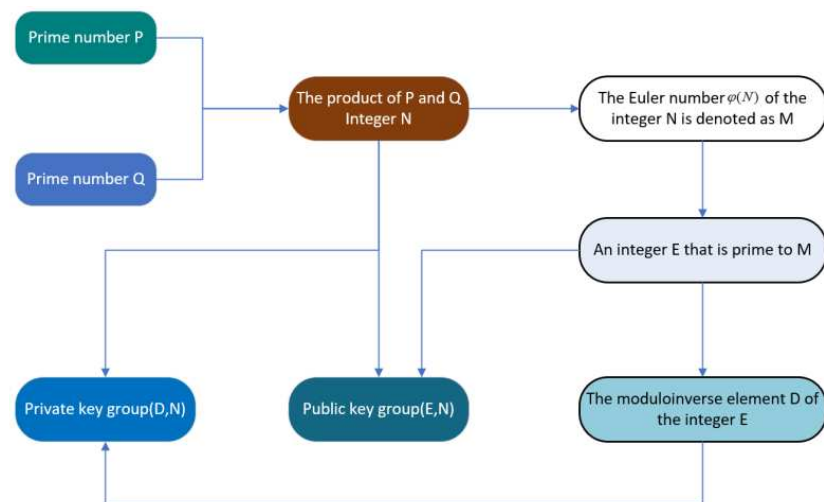 Prime number P
The product of P and Q
Integer N
The Euler number φ(N) of the
integer N is denoted as M
Prime number Q
An integer E that is prime to M
Private key group(D,N)
Public key group(E,N)
The moduloinverse element D of
the integer E